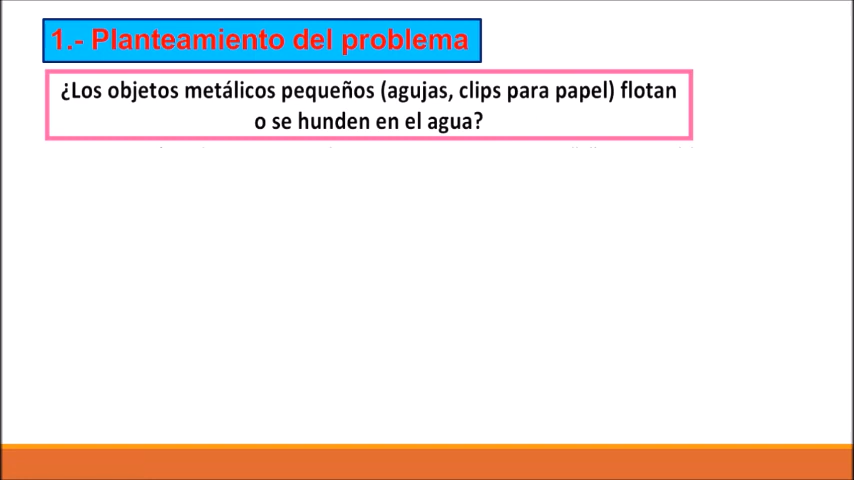 1.- Planteamiento del problema
¿Los objetos metálicos pequeños (agujas, clips para papel) flotan
o se hunden en el agua?